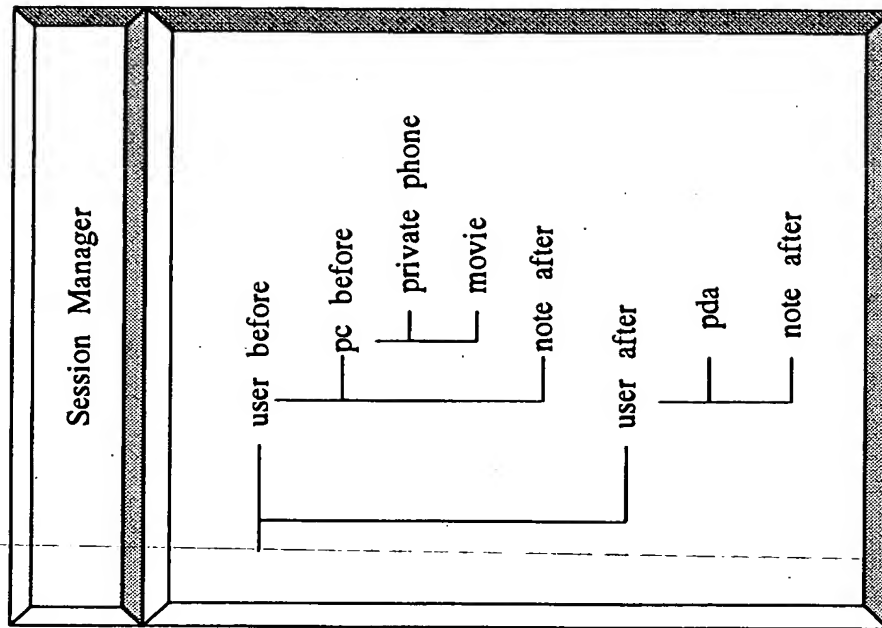 Session Manager
user before
pc before
private phone
movie
note after
user after
pda
note after